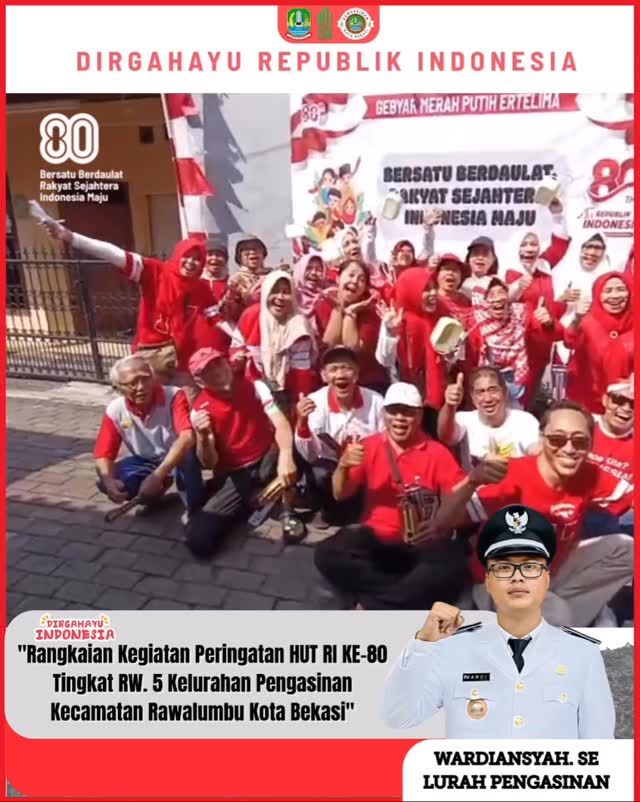 DIRGAHAYU REPUBLIK INDONESIA
80
Bersatu Berdaulat
Rakyat Sejahtera
Indonesia Maju
GEBYAR MERAH PUTIH ERTELIMA
BERSATU BERDAULAT
RAKYAT SEJAHTERA
INDONESIA MAJU
80
REPUBLIK
INDONESIA
DIRGAHAYU
INDONESIA
"Rangkaian Kegiatan Peringatan HUT RI KE-80
Tingkat RW. 5 Kelurahan Pengasinan
Kecamatan Rawalumbu Kota Bekasi"
WARDI
WARDIANSYAH. SE
LURAH PENGASINAN